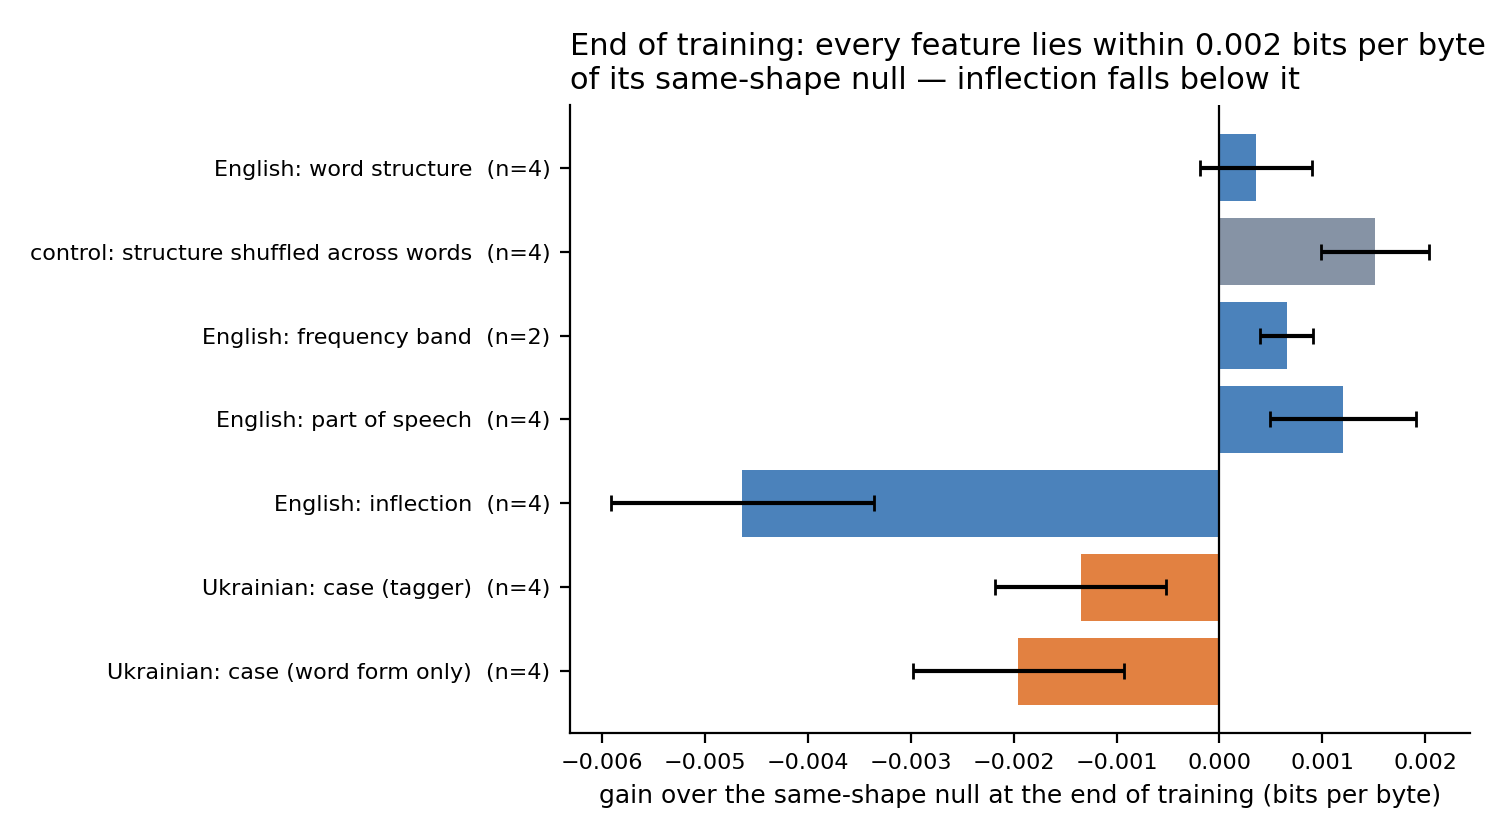 End of training: every feature lies within 0.002 bits per byte
of its same-shape null — inflection falls below it
English: word structure (n=4)
control: structure shuffled across words (n=4)
English: frequency band (n=2)
English: part of speech (n=4)
English: inflection (n=4)
Ukrainian: case (tagger) (n=4)
Ukrainian: case (word form only) (n=4)
−0.006 −0.005 −0.004 −0.003 −0.002 −0.001 0.000 0.001 0.002
gain over the same-shape null at the end of training (bits per byte)